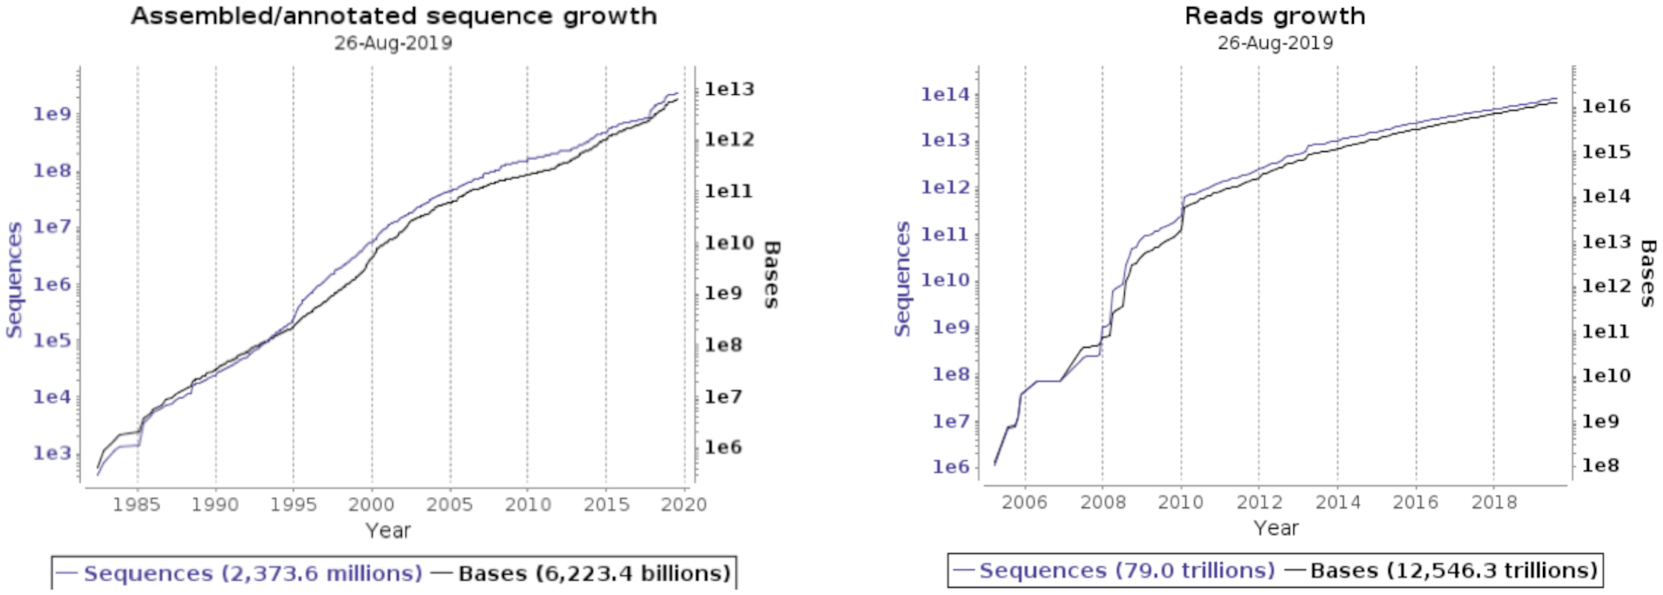 Assembled/annotated sequence growth
26-Aug-2019
1e9
1e8
1e7
1e6
1e5
1e4
1e3
Sequences
1e13
1e12
1e11
1e10
1e9
1e8
1e7
1e6
Bases
1985 1990 1995 2000 2005 2010 2015 2020
Year
Sequences (2,373.6 millions) Bases (6,223.4 billions)
Reads growth
26-Aug-2019
1e14
1e13
1e12
1e11
1e10
1e9
1e8
1e7
1e6
Sequences
1e16
1e15
1e14
1e13
1e12
1e11
1e10
1e9
1e8
Bases
2006 2008 2010 2012 2014 2016 2018
Year
Sequences (79.0 trillions) Bases (12,546.3 trillions)